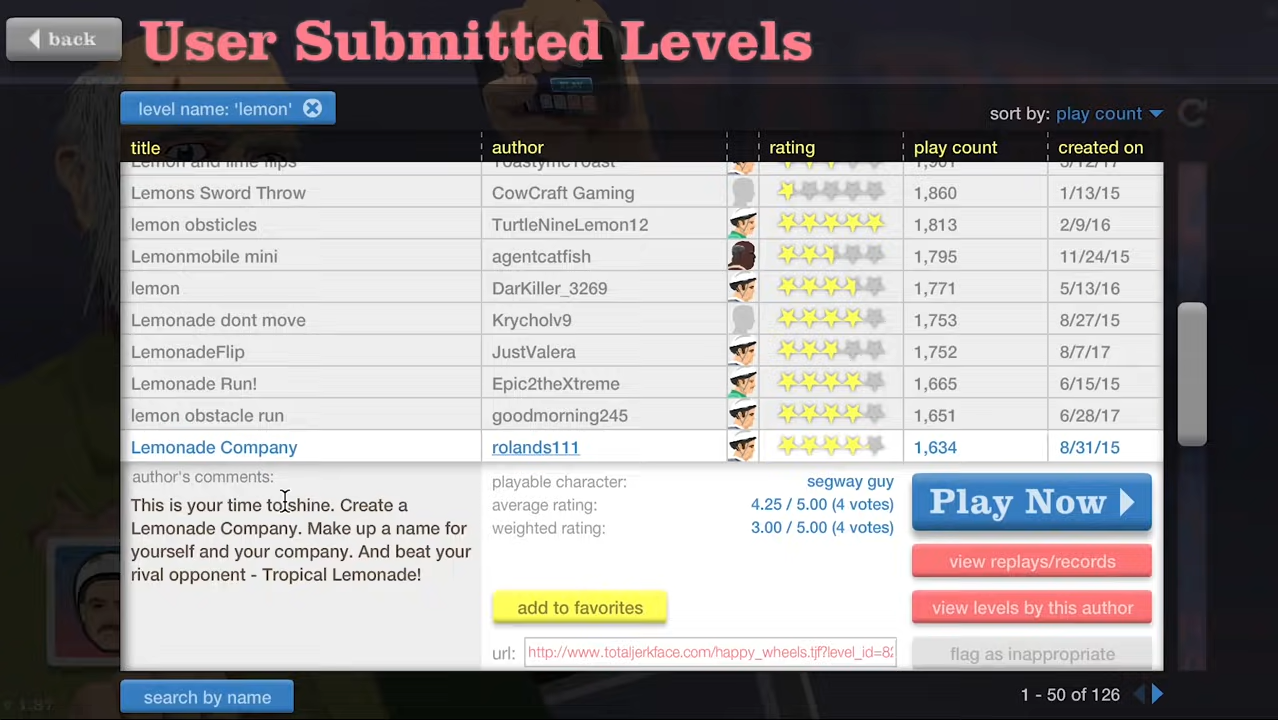 back
User Submitted Levels
level name: 'lemon'
sort by: play count
title author rating play count created on
Lemon and lime flips ToastymcToast
Lemons Sword Throw CowCraft Gaming 1,860 1/13/15
lemon obsticles TurtleNineLemon12 1,813 2/9/16
Lemonmobile mini agentcatfish 1,795 11/24/15
lemon DarKiller_3269 1,771 5/13/16
Lemonade dont move Krycholv9 1,753 8/27/15
LemonadeFlip JustValera 1,752 8/7/17
Lemonade Run! Epic2theXtreme 1,665 6/15/15
lemon obstacle run goodmorning245 1,651 6/28/17
Lemonade Company rolands111 1,634 8/31/15
author's comments:
This is your time to shine. Create a
Lemonade Company. Make up a name for
yourself and your company. And beat your
rival opponent - Tropical Lemonade!
playable character: segway guy
average rating: 4.25 / 5.00 (4 votes)
weighted rating: 3.00 / 5.00 (4 votes)
add to favorites
url: http://www.totaljerkface.com/happy_wheels.tjf?level_id=8
Play Now
view replays/records
view levels by this author
flag as inappropriate
search by name
1 - 50 of 126
v 1.87